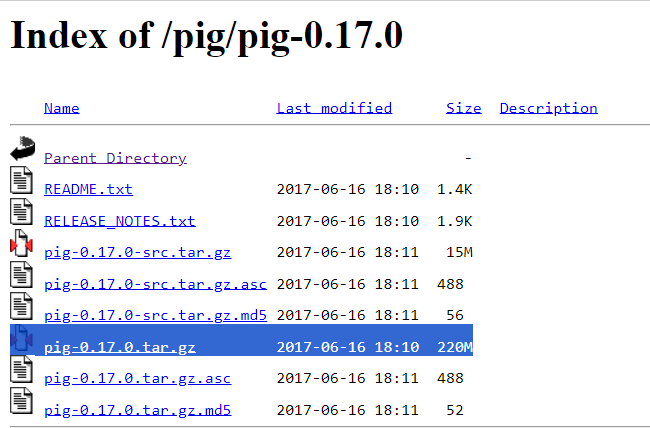 Index of /pig/pig-0.17.0
Name Last modified Size Description
Parent Directory -
README.txt 2017-06-16 18:10 1.4K
RELEASE_NOTES.txt 2017-06-16 18:10 1.9K
pig-0.17.0-src.tar.gz 2017-06-16 18:11 15M
pig-0.17.0-src.tar.gz.asc 2017-06-16 18:11 488
pig-0.17.0-src.tar.gz.md5 2017-06-16 18:11 56
pig-0.17.0.tar.gz 2017-06-16 18:10 220M
pig-0.17.0.tar.gz.asc 2017-06-16 18:11 488
pig-0.17.0.tar.gz.md5 2017-06-16 18:11 52